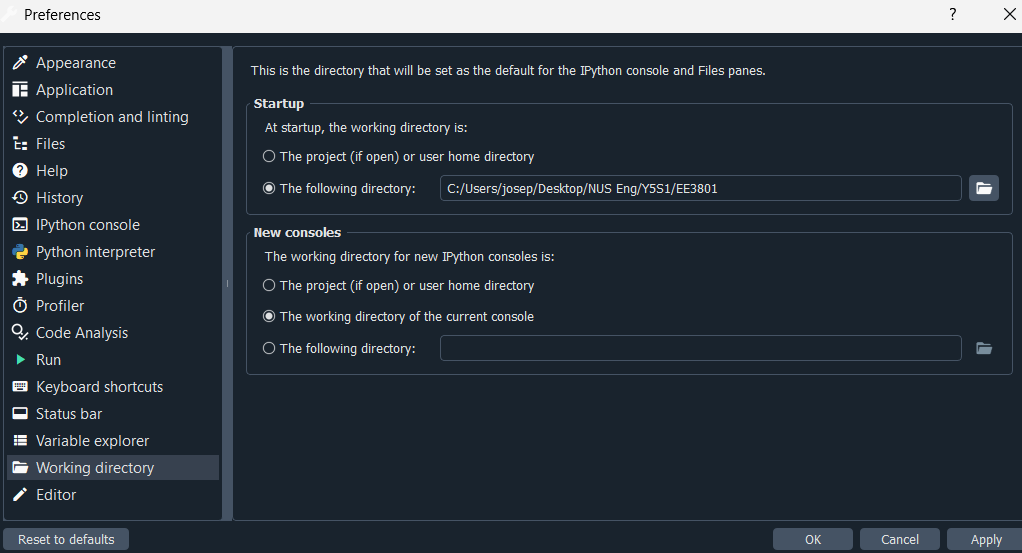 Preferences
?
Appearance
Application
Completion and linting
Files
Help
History
IPython console
Python interpreter
Plugins
Profiler
Code Analysis
Run
Keyboard shortcuts
Status bar
Variable explorer
Working directory
Editor
This is the directory that will be set as the default for the IPython console and Files panes.
Startup
At startup, the working directory is:
The project (if open) or user home directory
The following directory: C:/Users/josep/Desktop/NUS Eng/Y5S1/EE3801
New consoles
The working directory for new IPython consoles is:
The project (if open) or user home directory
The working directory of the current console
The following directory:
Reset to defaults
OK
Cancel
Apply